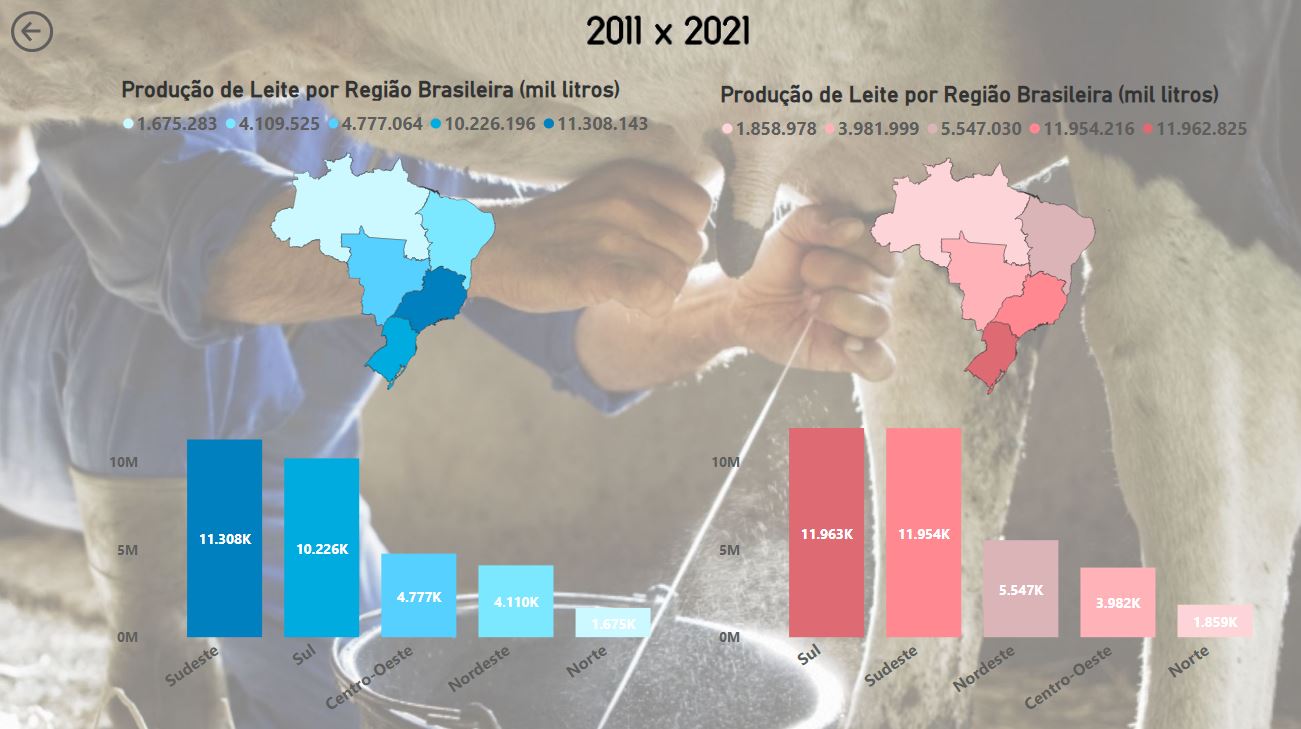 2011 x 2021
Produção de Leite por Região Brasileira (mil litros)
1.675.283 4.109.525 4.777.064 10.226.196 11.308.143
10M
5M
0M
11.308K
10.226K
4.777K
4.110K
1.675K
Sudeste
Sul
Centro-Oeste
Nordeste
Norte
Produção de Leite por Região Brasileira (mil litros)
1.858.978 3.981.999 5.547.030 11.954.216 11.962.825
10M
5M
0M
11.963K
11.954K
5.547K
3.982K
1.859K
Sul
Sudeste
Nordeste
Centro-Oeste
Norte